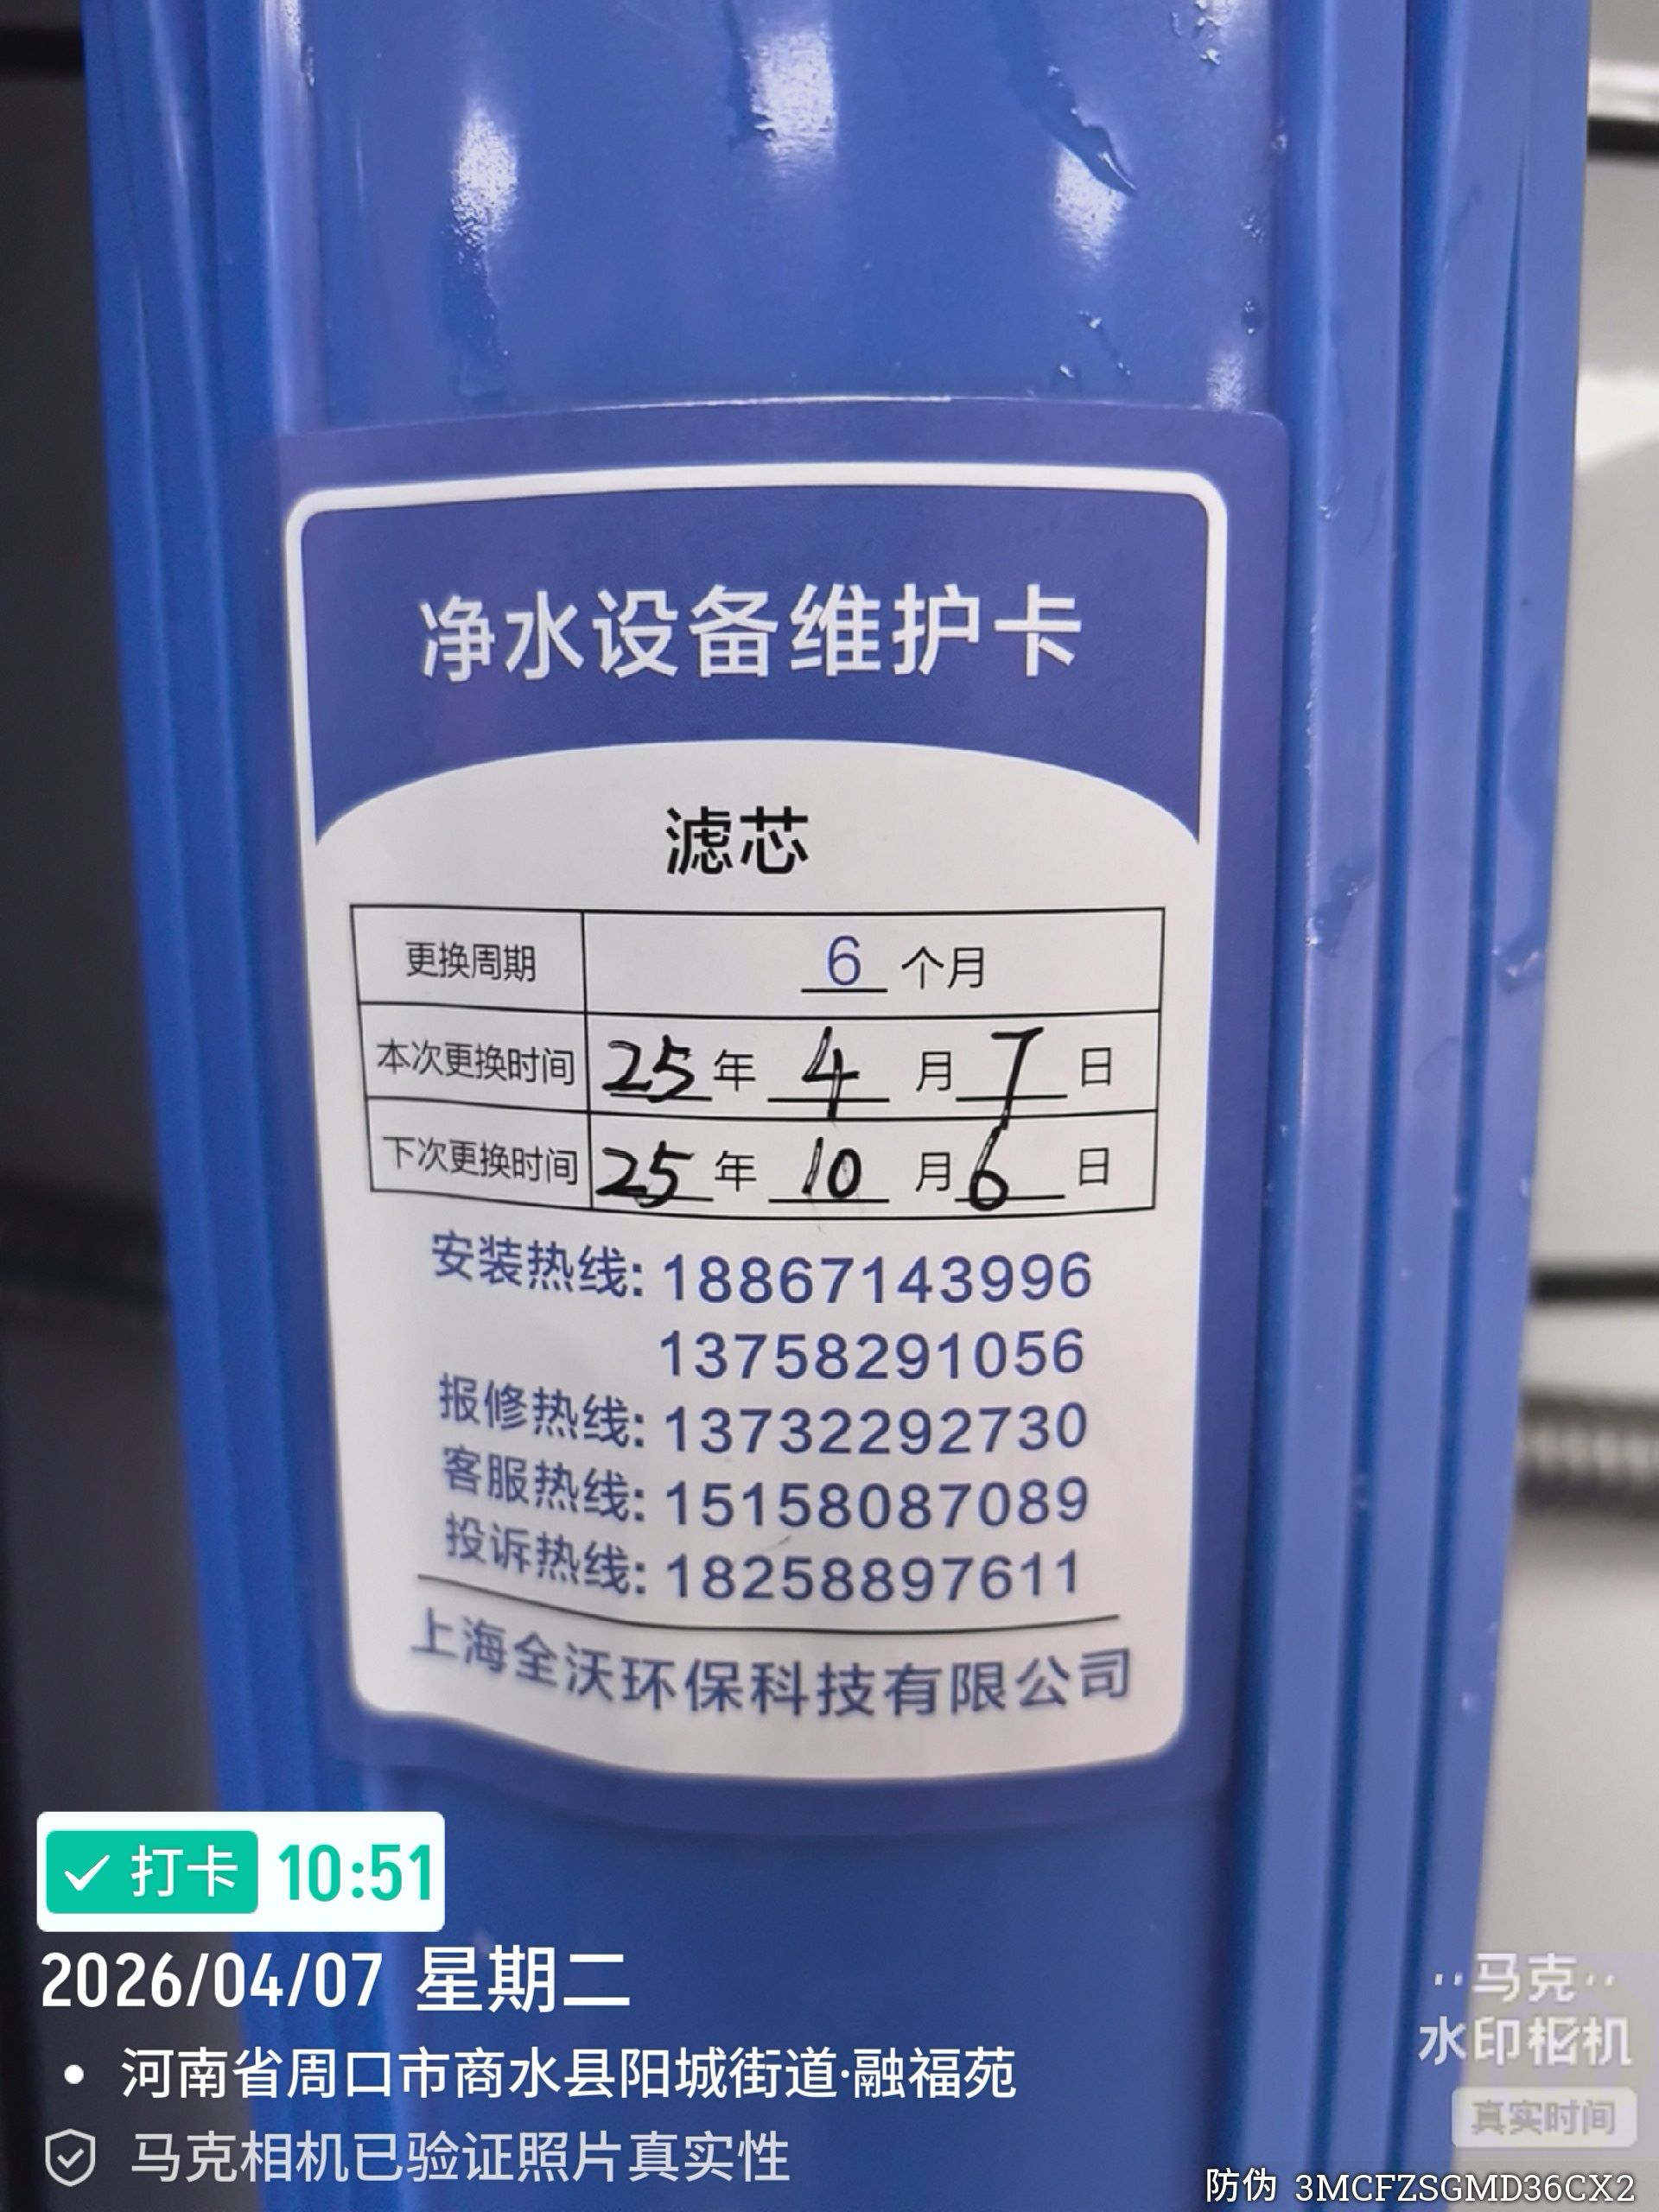 净水设备维护卡
滤芯
更换周期 6 个月
本次更换时间 25 年 4 月 7 日
下次更换时间 25 年 10 月 6 日
安装热线: 18867143996
13758291056
报修热线: 13732292730
客服热线: 15158087089
投诉热线: 18258897611
上海全沃环保科技有限公司
打卡 10:51
2026/04/07 星期二
河南省周口市商水县阳城街道·融福苑
马克相机已验证照片真实性
马克
水印相机
真实时间
防伪 3MCFZSGMD36CX2